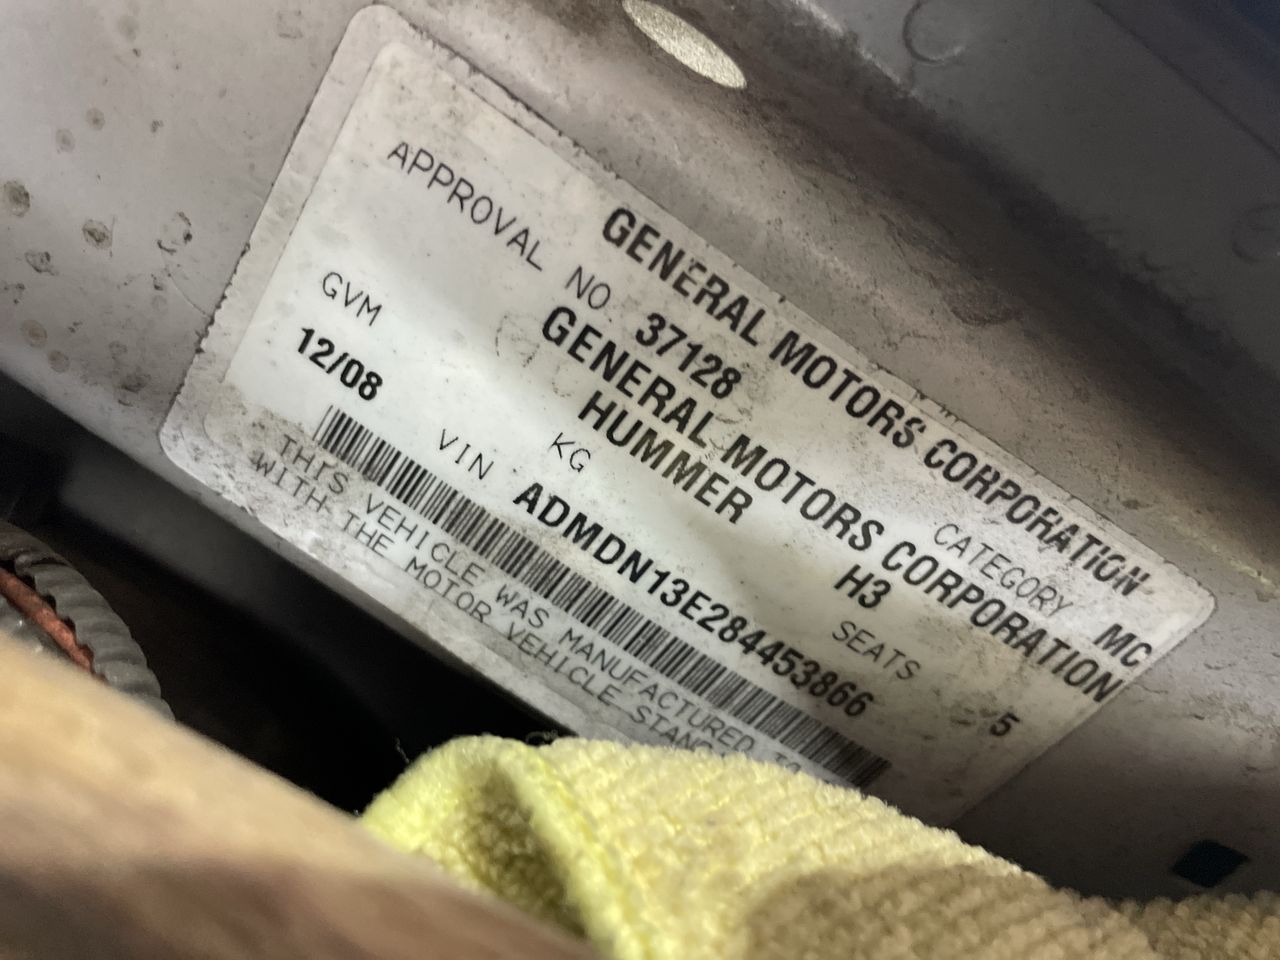 GENERAL MOTORS CORPORATION
APPROVAL NO 37128 CATEGORY MC
GENERAL MOTORS CORPORATION
HUMMER H3
GVM KG SEATS 5
12/08 VIN ADMDN13E284453866
THIS VEHICLE WAS MANUFACTURED TO
WITH THE MOTOR VEHICLE